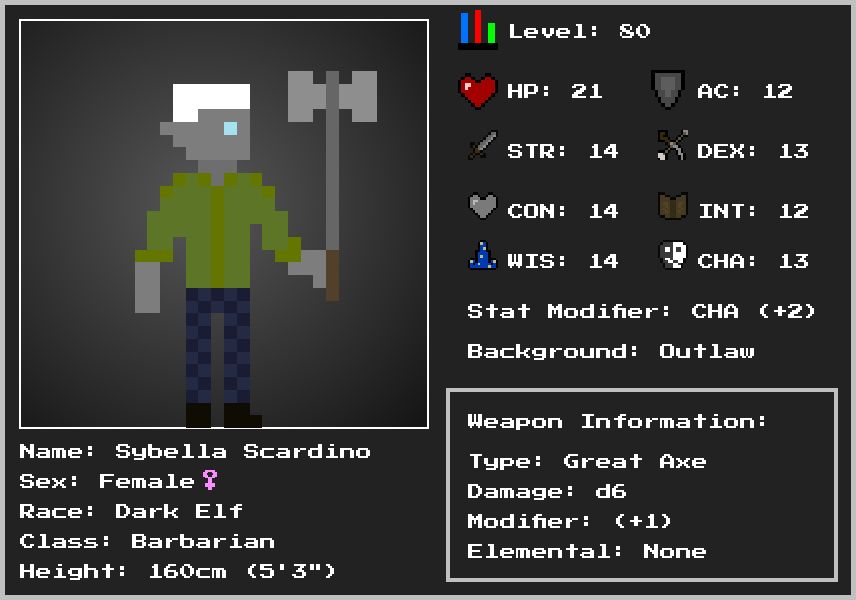 Level: 80
HP: 21 AC: 12
STR: 14 DEX: 13
CON: 14 INT: 12
WIS: 14 CHA: 13
Stat Modifier: CHA (+2)
Background: Outlaw
Weapon Information:
Type: Great Axe
Damage: d6
Modifier: (+1)
Elemental: None
Name: Sybella Scardino
Sex: Female♀
Race: Dark Elf
Class: Barbarian
Height: 160cm (5'3")